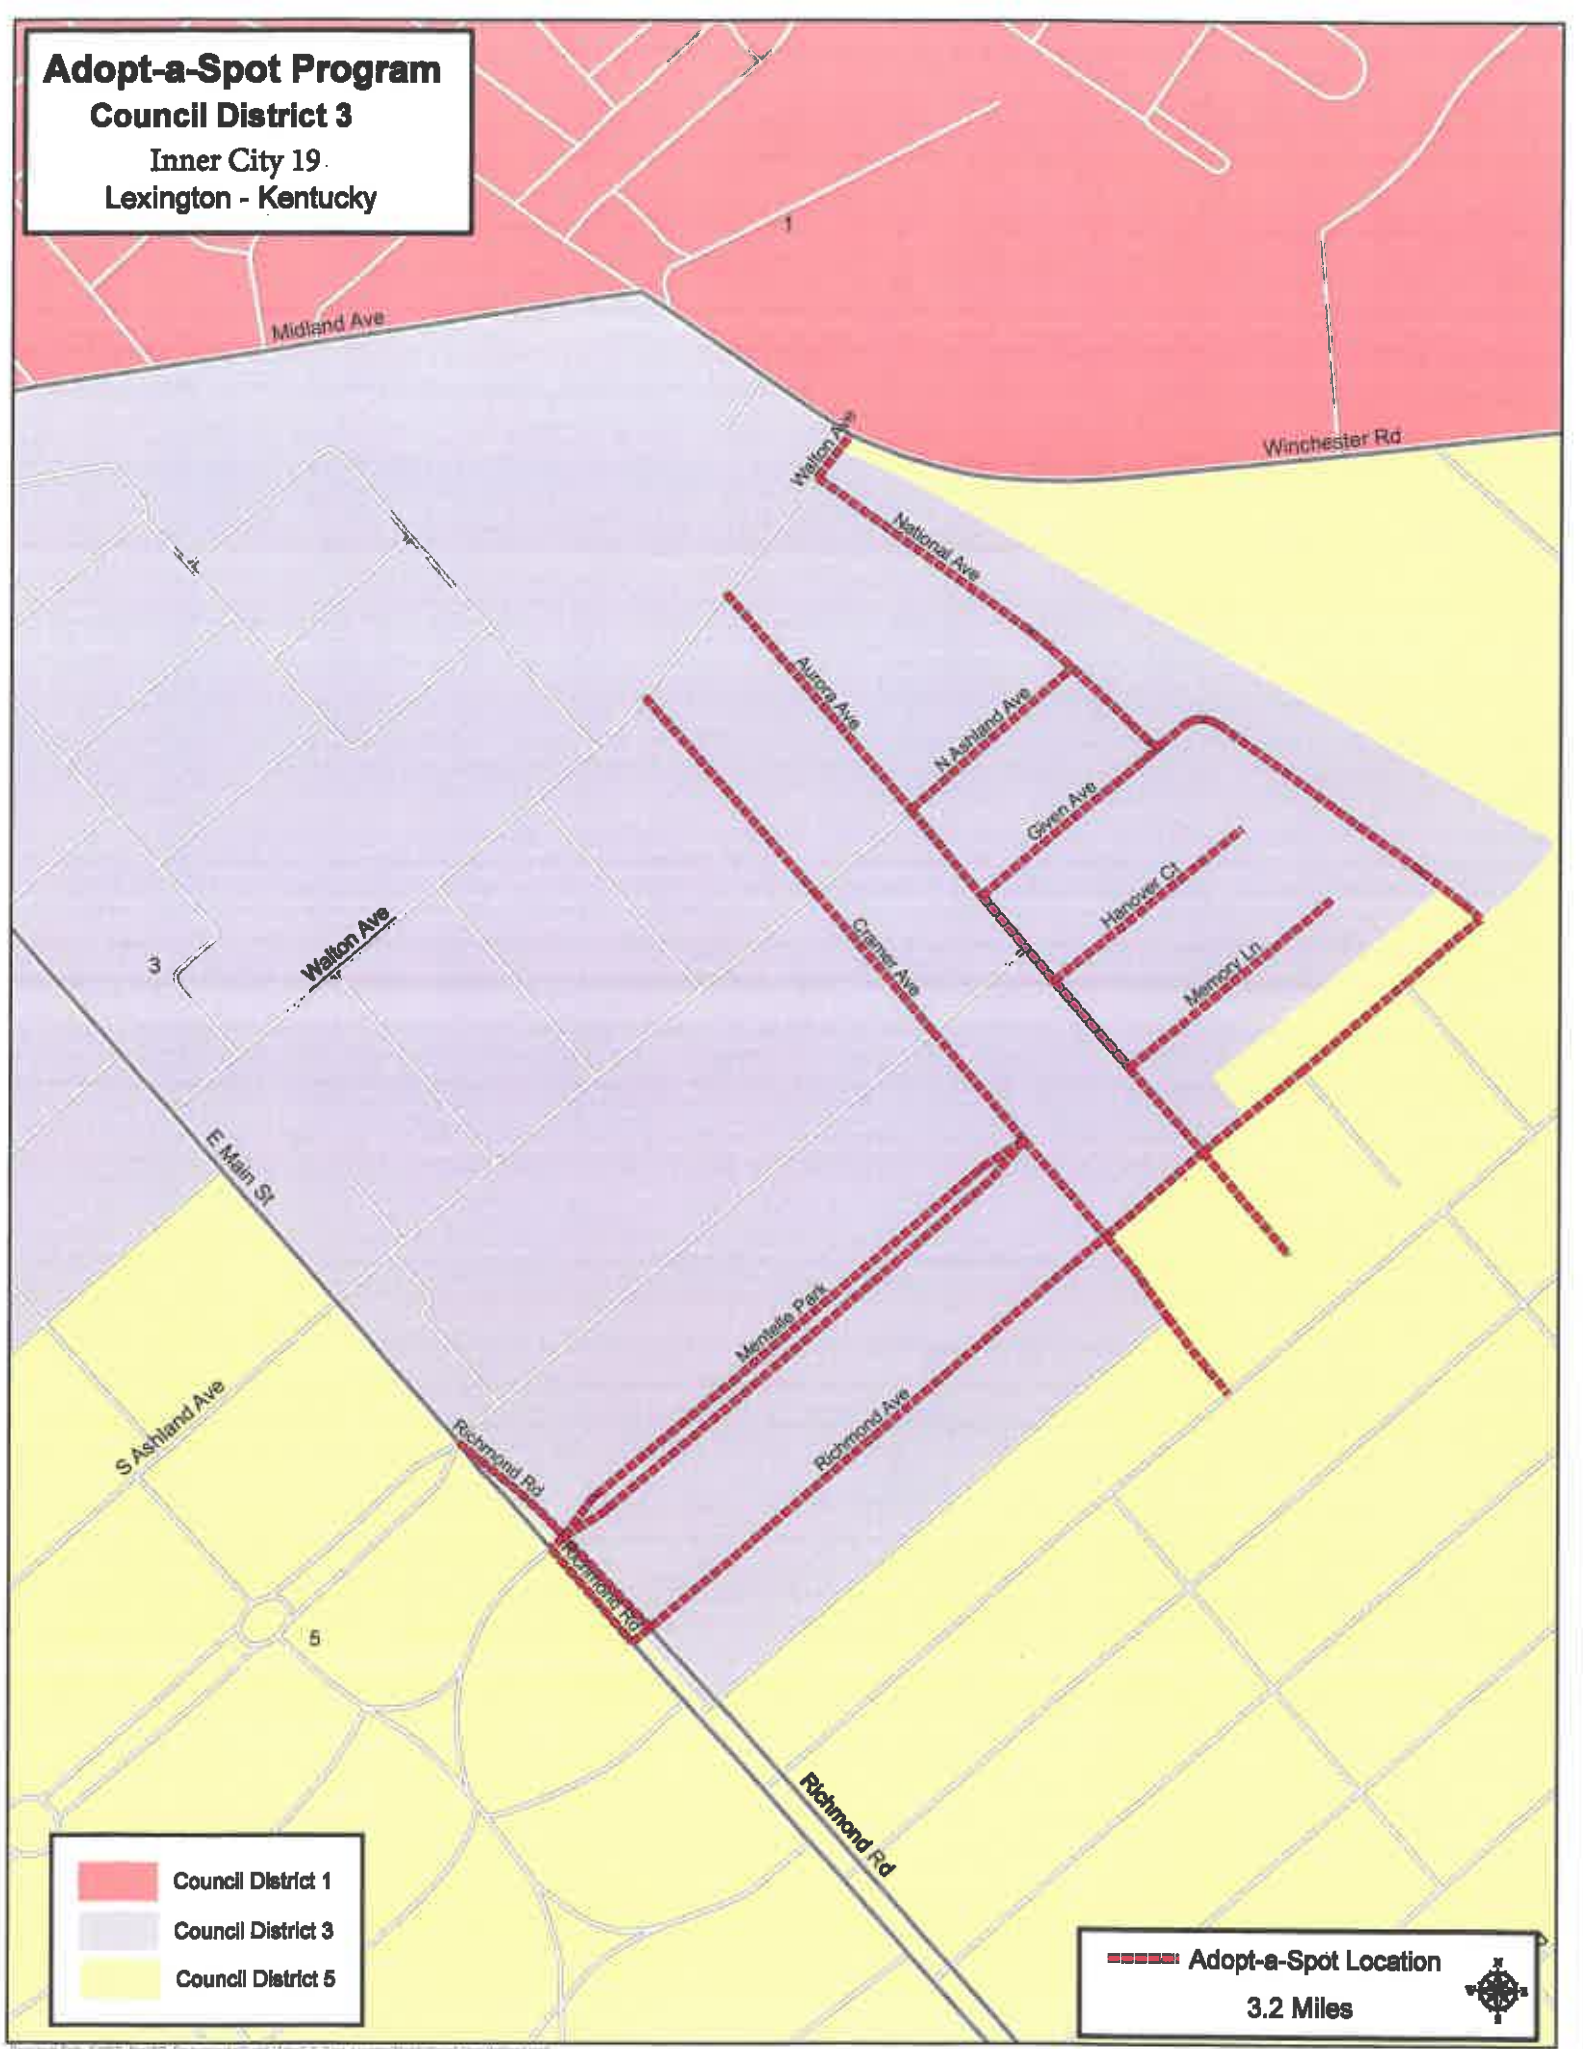 Adopt-a-Spot Program
Council District 3
Inner City 19
Lexington - Kentucky
1
Midland Ave
Winchester Rd
Walton Ave
National Ave
Aurora Ave
N Ashland Ave
Given Ave
Hanover Ct
Memory Ln
Cramer Ave
Walton Ave
3
E Main St
Mentelle Park
Richmond Ave
S Ashland Ave
Richmond Rd
Richmond Rd
5
Richmond Rd
Council District 1
Council District 3
Council District 5
Adopt-a-Spot Location
3.2 Miles
N